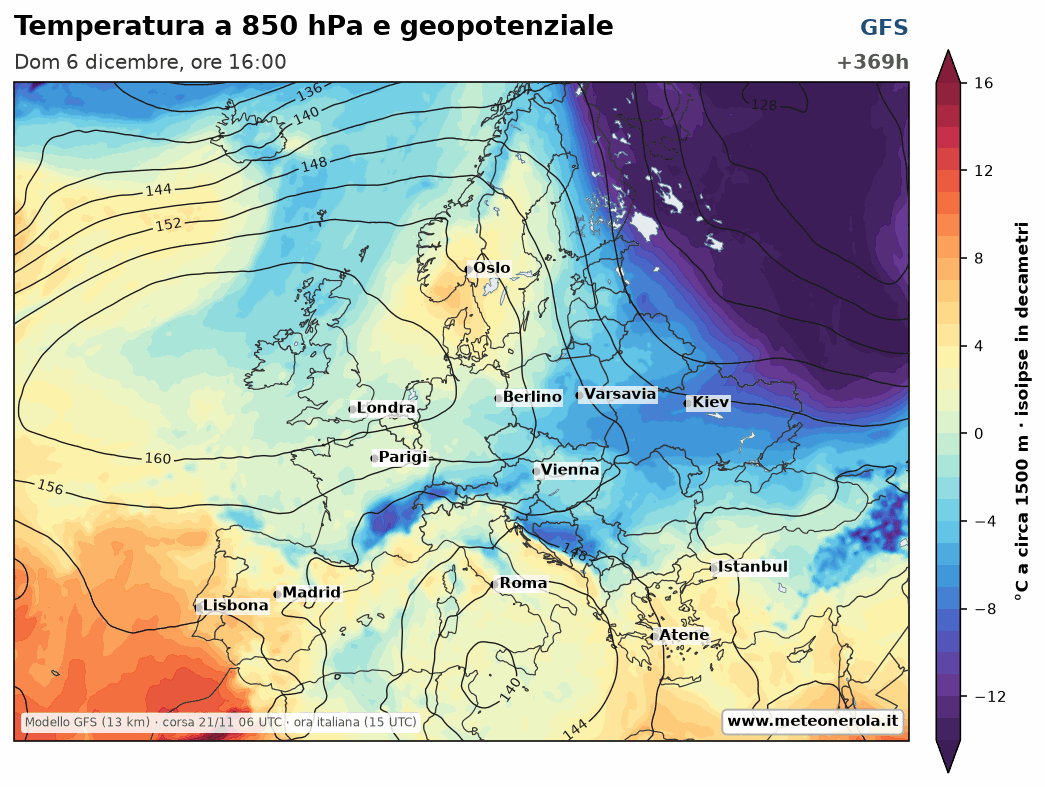 Temperatura a 850 hPa e geopotenziale
GFS
Dom 6 dicembre, ore 16:00
+369h
136
140
148
144
152
128
Oslo
Berlino
Varsavia
Kiev
Londra
Parigi
160
Vienna
156
148
Istanbul
Roma
Madrid
Lisbona
Atene
140
144
Modello GFS (13 km) · corsa 21/11 06 UTC · ora italiana (15 UTC)
www.meteonerola.it
16
12
8
4
0
−4
−8
−12
°C a circa 1500 m · isoipse in decametri